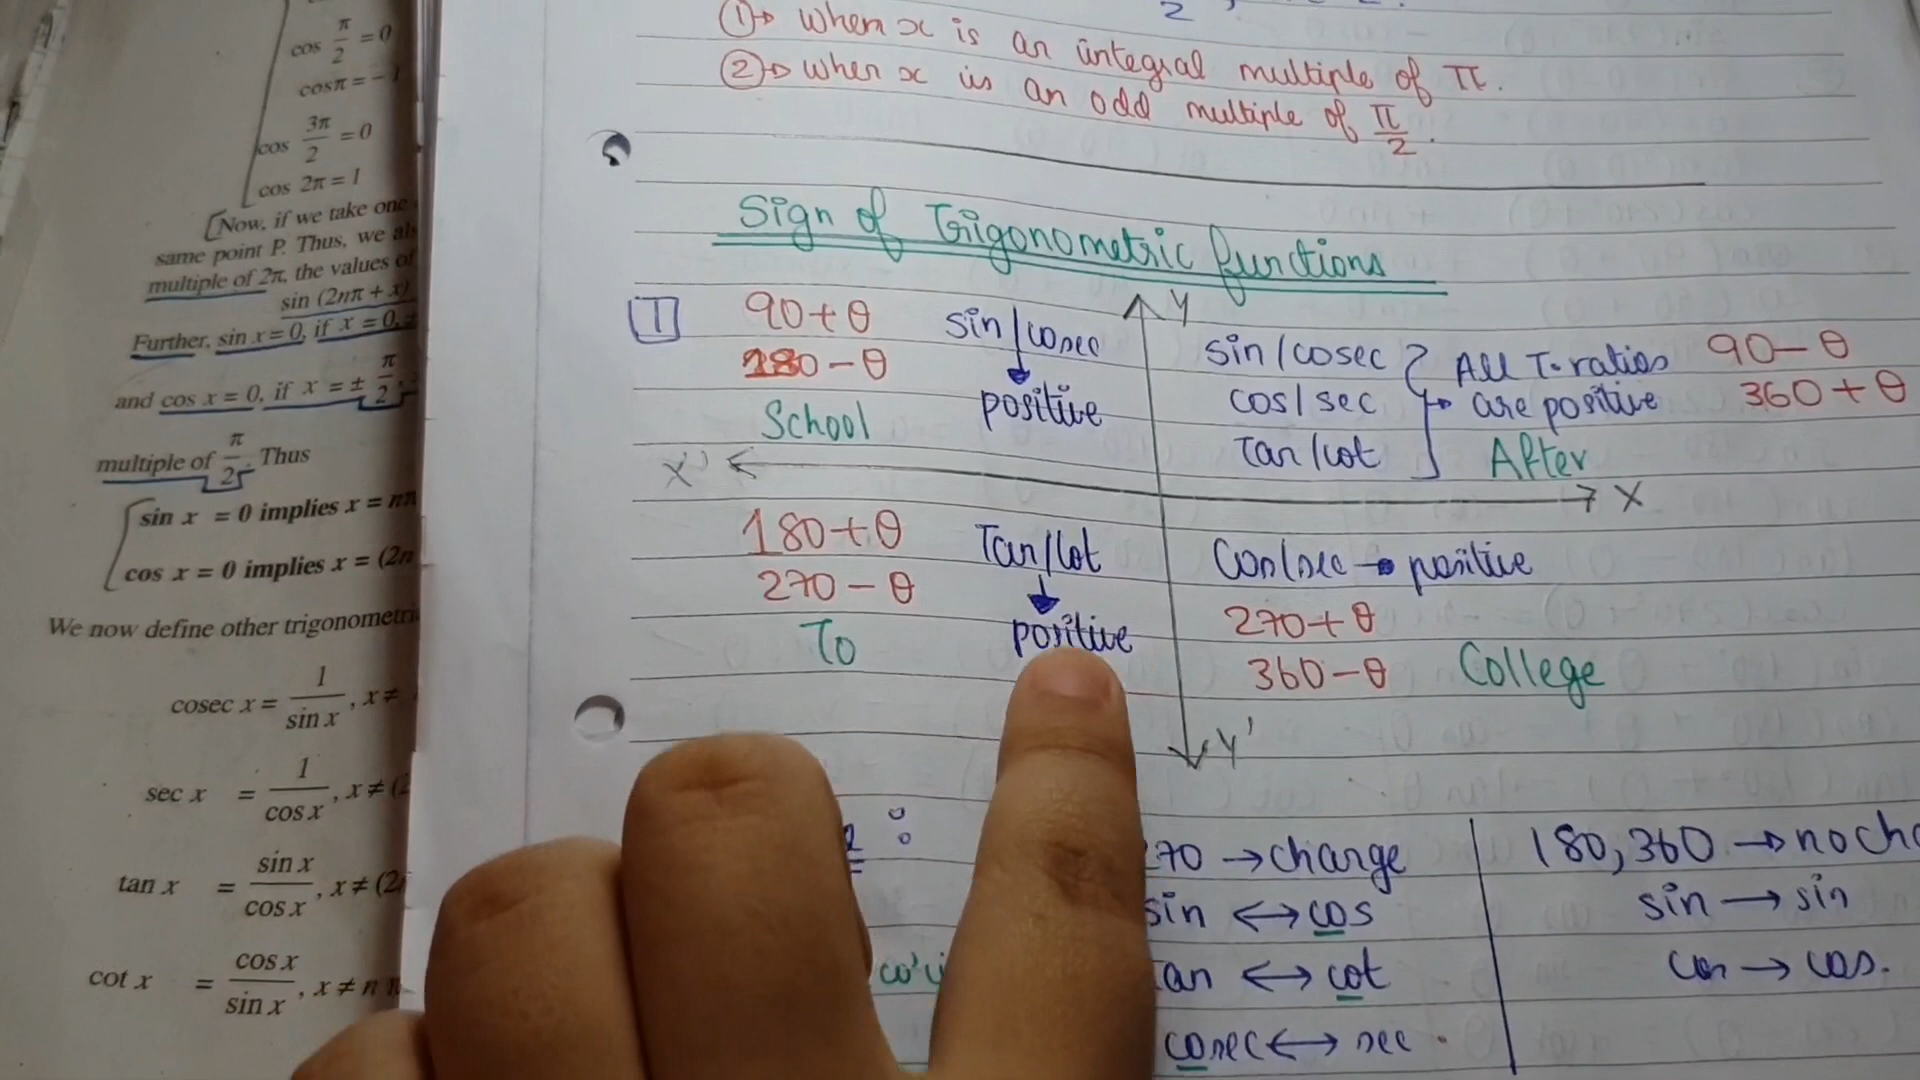 cos π/2 = 0
cosπ = -1
cos 3π/2 = 0
cos 2π = 1
[Now, if we take one
same point P. Thus, we
multiple of 2π, the values of
sin (2nπ + x)
Further, sin x = 0, if x = 0,
and cos x = 0, if x = ± π/2,
multiple of π/2. Thus
sin x = 0 implies x = nπ
cos x = 0 implies x = (2n
We now define other trigonometri
cosec x = 1/sin x, x ≠
sec x = 1/cos x, x ≠ (2
tan x = sin x/cos x, x ≠ (2
cot x = cos x/sin x, x ≠ n
2
① → when x is an integral multiple of π.
② → when x is an odd multiple of π/2.
Sign of Trigonometric functions
1
90+θ
180-θ
sin/cosec
positive
School
Y
sin/cosec
cos/sec
Tan/cot
All T-ratios
are positive
After
90-θ
360+θ
X' X
180+θ
270-θ
To
Tan/Cot
positive
Cos/sec → positive
270+θ
360-θ College
Y'
:
270 → change
sin ↔ cos
Tan ↔ cot
cosec ↔ sec.
180, 360 → no
sin → sin
cos → cos.